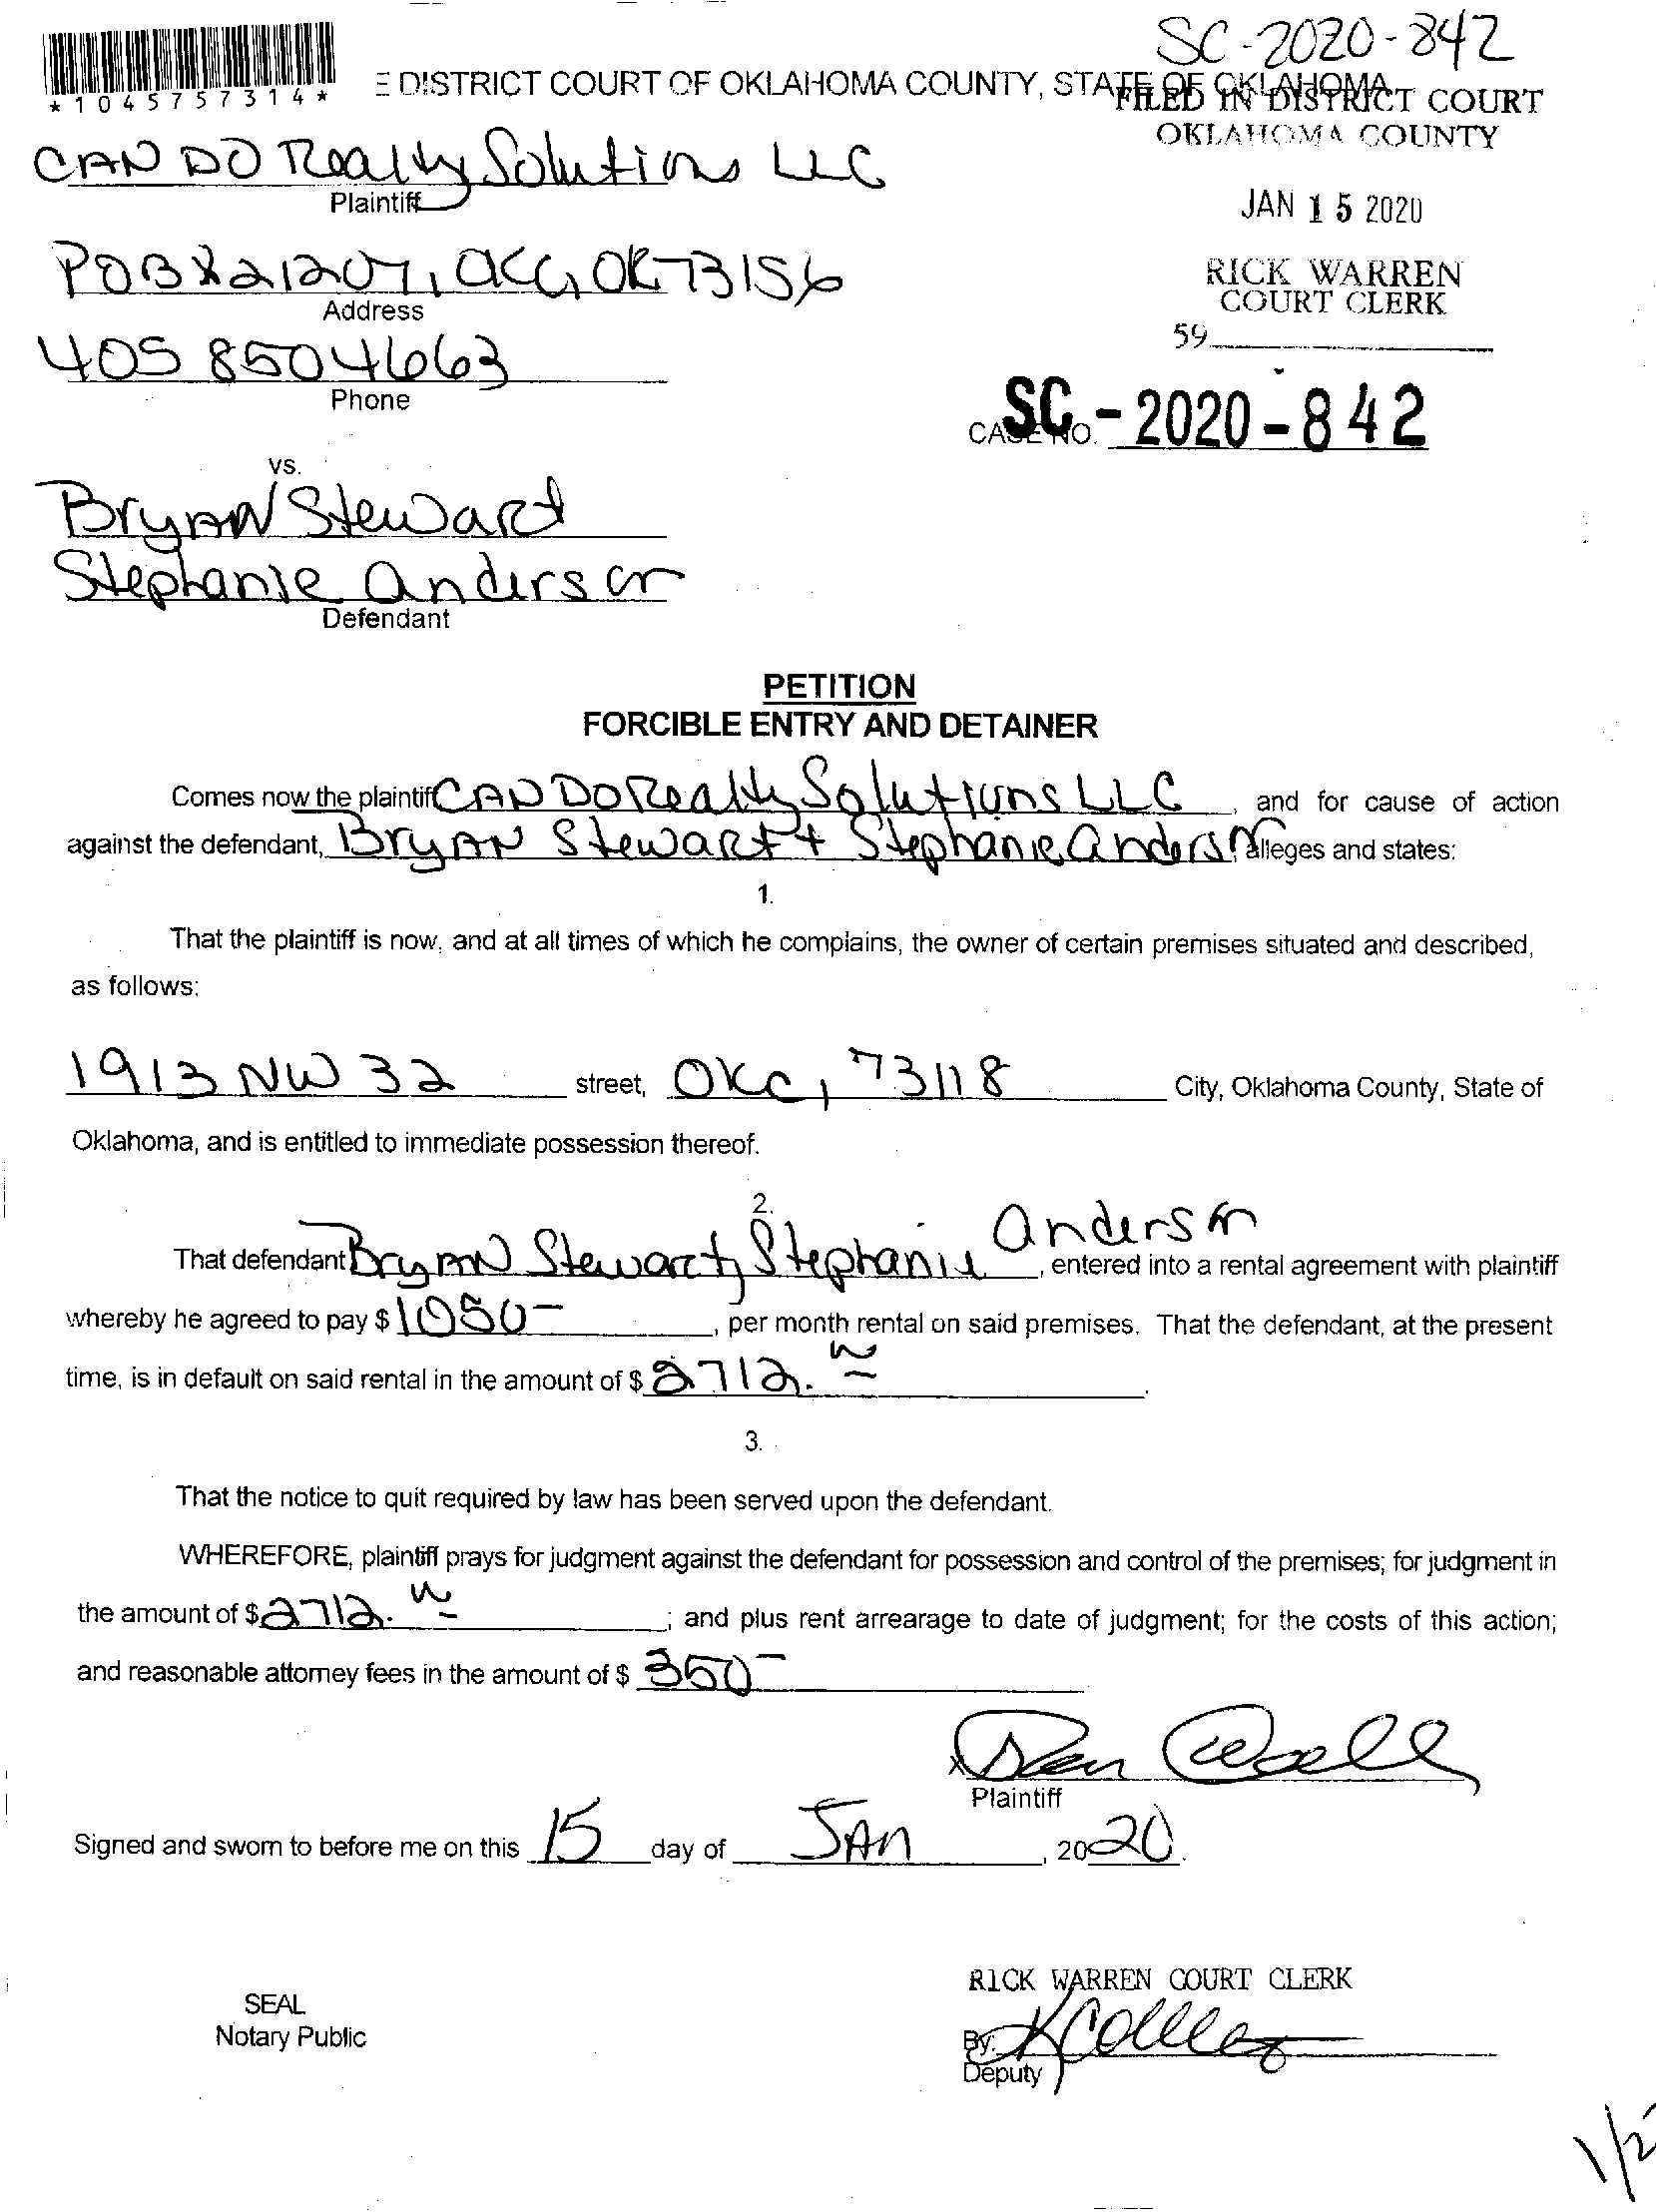 SC-2020-842
*1045757314*
E DISTRICT COURT OF OKLAHOMA COUNTY, STATE OF OKLAHOMA
FILED IN DISTRICT COURT
OKLAHOMA COUNTY
CAN DO Realty Solutions LLC
Plaintiff
JAN 15 2020
POBX21207, OKC, OK 73156
Address
RICK WARREN
COURT CLERK
59
405 8504663
Phone
CASE NO. SC-2020-842
vs.
Bryan Stewart
Stephanie Anderson
Defendant
PETITION
FORCIBLE ENTRY AND DETAINER
Comes now the plaintiff CAN DO Realty Solutions LLC, and for cause of action
against the defendant, Bryan Stewart + Stephanie Anderson, alleges and states:
1.
That the plaintiff is now, and at all times of which he complains, the owner of certain premises situated and described,
as follows:
1913 NW 32 street, OKC, 73118 City, Oklahoma County, State of
Oklahoma, and is entitled to immediate possession thereof.
2.
That defendant Bryan Stewart, Stephanie Anderson, entered into a rental agreement with plaintiff
whereby he agreed to pay $ 1050-, per month rental on said premises. That the defendant, at the present
time, is in default on said rental in the amount of $ 2712.
3.
That the notice to quit required by law has been served upon the defendant.
WHEREFORE, plaintiff prays for judgment against the defendant for possession and control of the premises; for judgment in
the amount of $ 2712. ; and plus rent arrearage to date of judgment; for the costs of this action;
and reasonable attorney fees in the amount of $ 350-
x
Plaintiff
Signed and sworn to before me on this 15 day of JAN, 2020.
SEAL
Notary Public
RICK WARREN COURT CLERK
By:
Deputy